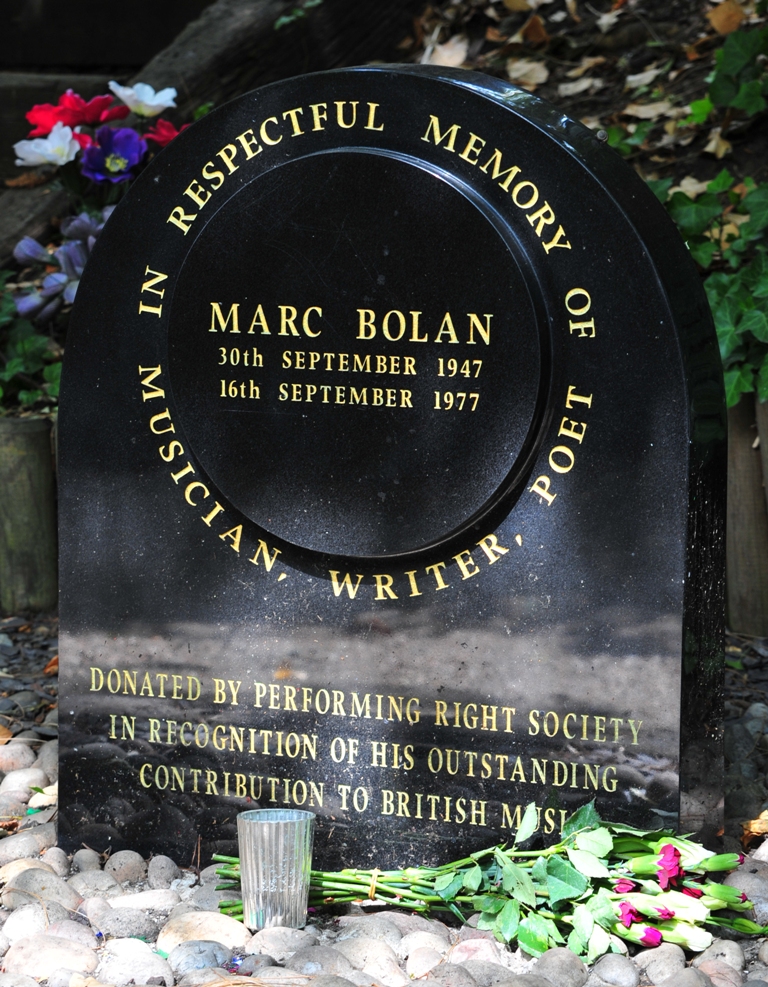 IN RESPECTFUL MEMORY OF
MARC BOLAN
30th SEPTEMBER 1947
16th SEPTEMBER 1977
MUSICIAN, WRITER, POET
DONATED BY PERFORMING RIGHT SOCIETY
IN RECOGNITION OF HIS OUTSTANDING
CONTRIBUTION TO BRITISH MUSI